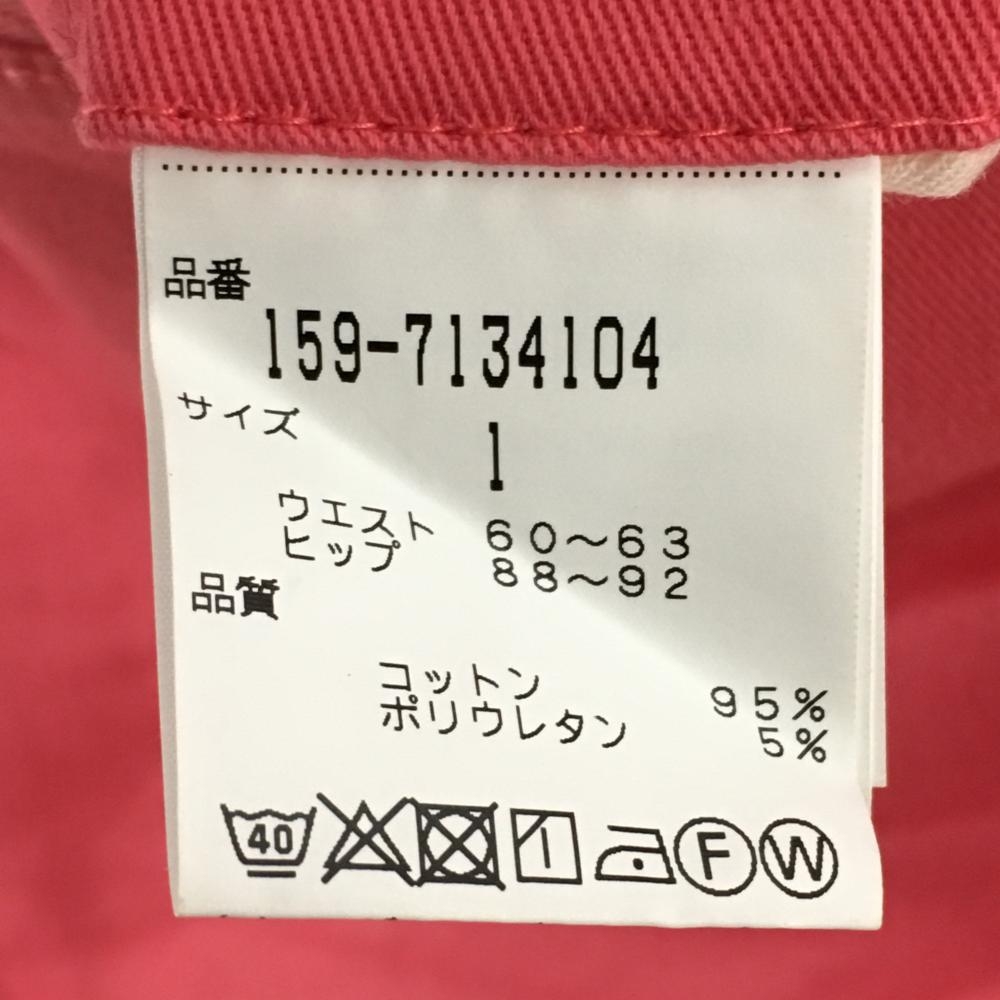 品番
159-7134104
サイズ
1
ウエスト 60〜63
ヒップ 88〜92
品質
コットン 95%
ポリウレタン 5%
40 F W